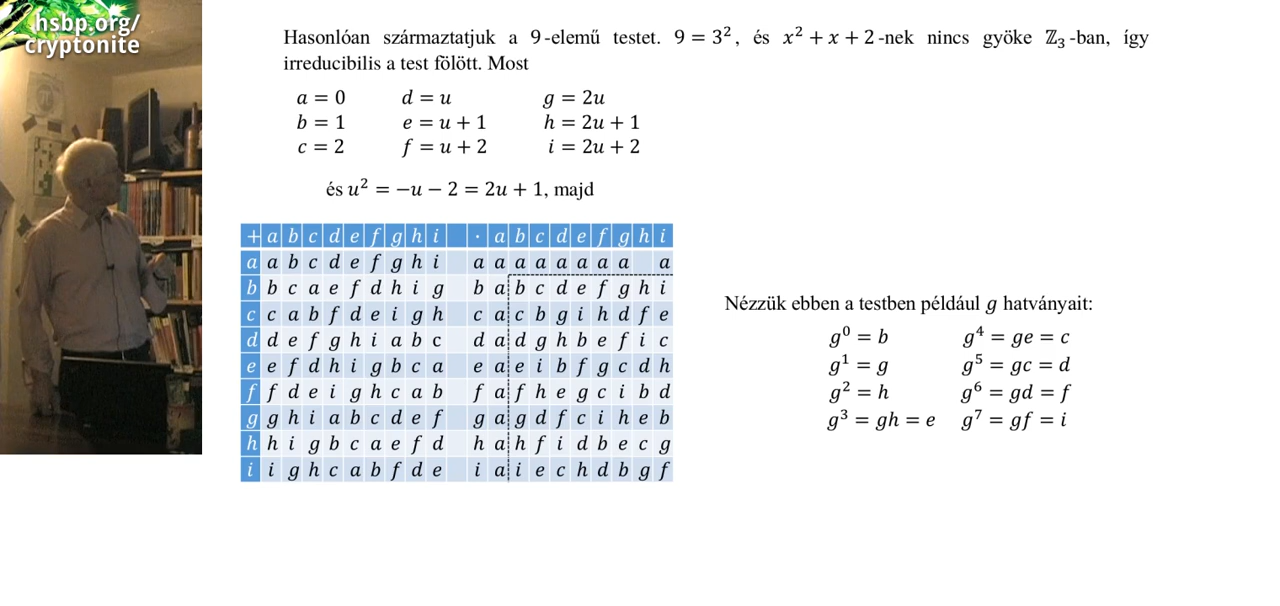 hsbp.org/
cryptonite
Hasonlóan származtatjuk a 9-elemű testet. 9 = 3², és x² + x + 2-nek nincs gyöke ℤ₃-ban, így
irreducibilis a test fölött. Most
a = 0 d = u g = 2u
b = 1 e = u + 1 h = 2u + 1
c = 2 f = u + 2 i = 2u + 2
és u² = −u − 2 = 2u + 1, majd
+ a b c d e f g h i · a b c d e f g h i
a a b c d e f g h i a a a a a a a a a a
b b c a e f d h i g b a b c d e f g h i
c c a b f d e i g h c a c b g i h d f e
d d e f g h i a b c d a d g h b e f i c
e e f d h i g b c a e a e i b f g c d h
f f d e i g h c a b f a f h e g c i b d
g g h i a b c d e f g a g d f c i h e b
h h i g b c a e f d h a h f i d b e c g
i i g h c a b f d e i a i e c h d b g f
Nézzük ebben a testben például g hatványait:
g⁰ = b g⁴ = ge = c
g¹ = g g⁵ = gc = d
g² = h g⁶ = gd = f
g³ = gh = e g⁷ = gf = i